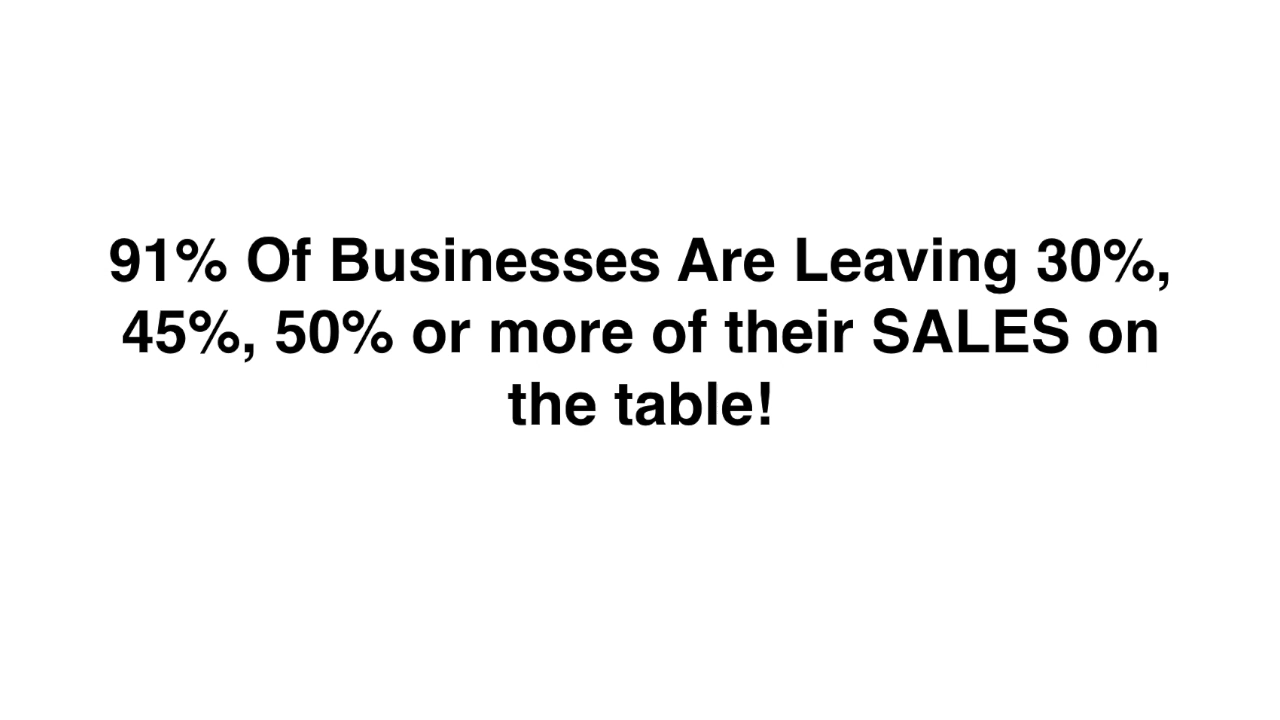 91% Of Businesses Are Leaving 30%,
45%, 50% or more of their SALES on
the table!